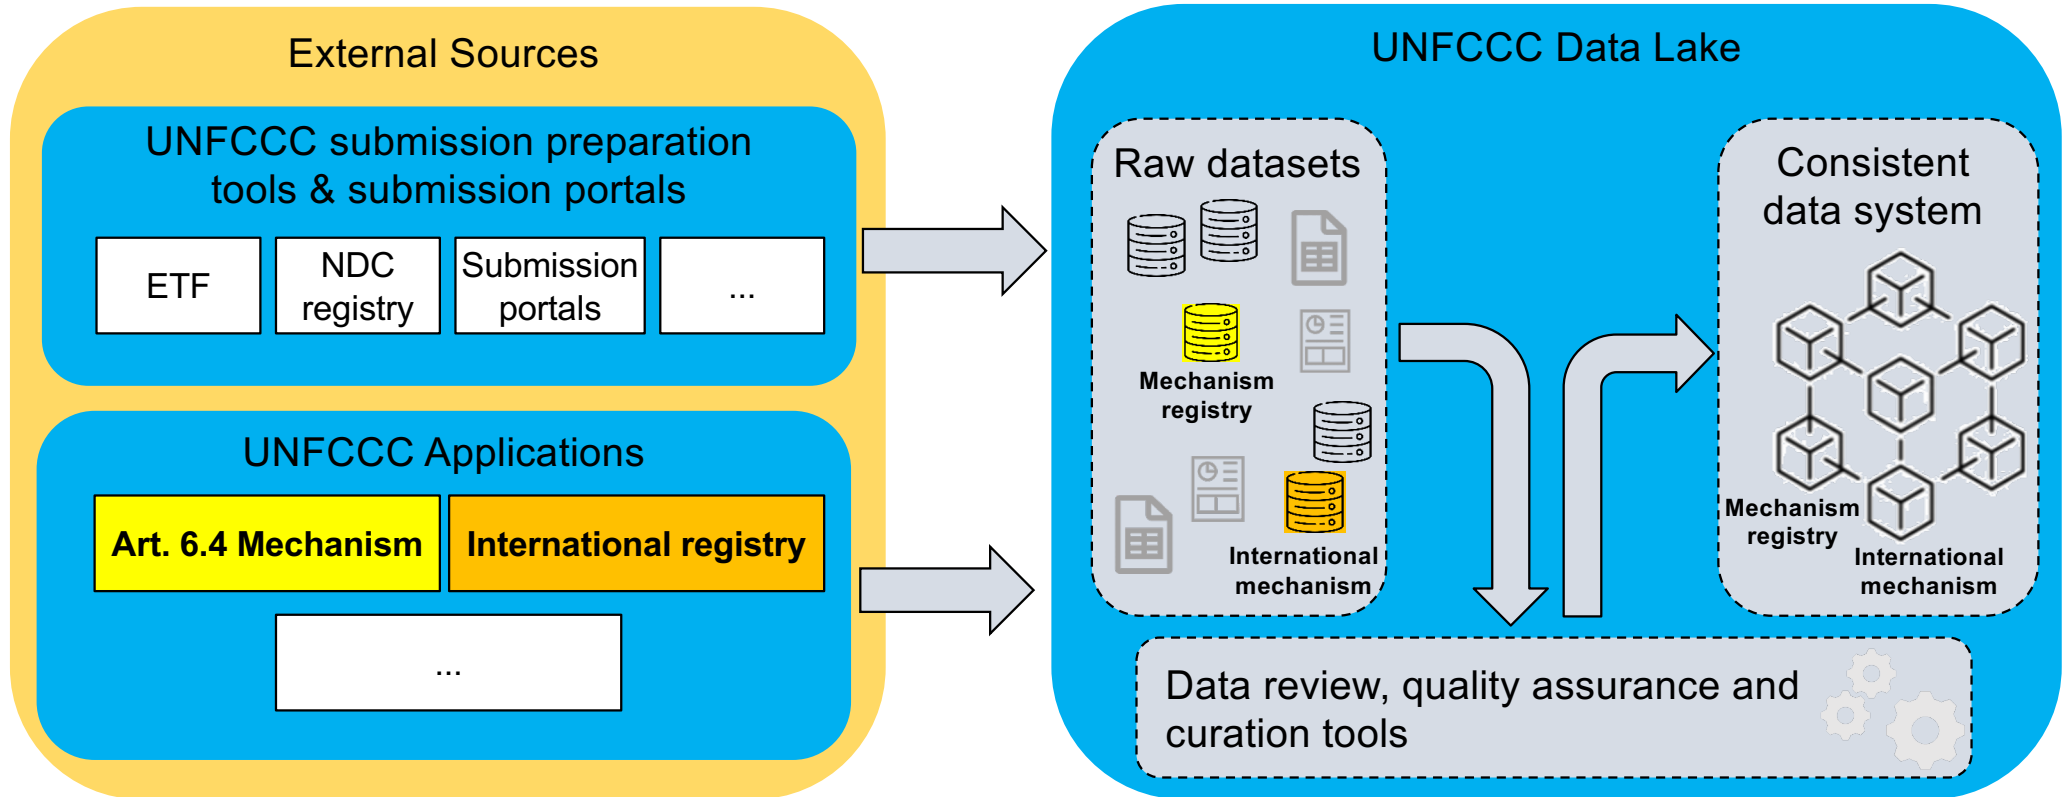 External Sources
UNFCCC submission preparation
tools & submission portals
ETF
NDC
registry
Submission
portals
...
UNFCCC Applications
Art. 6.4 Mechanism
International registry
...
UNFCCC Data Lake
Raw datasets
Mechanism
registry
International
mechanism
Consistent
data system
Mechanism
registry
International
mechanism
Data review, quality assurance and
curation tools